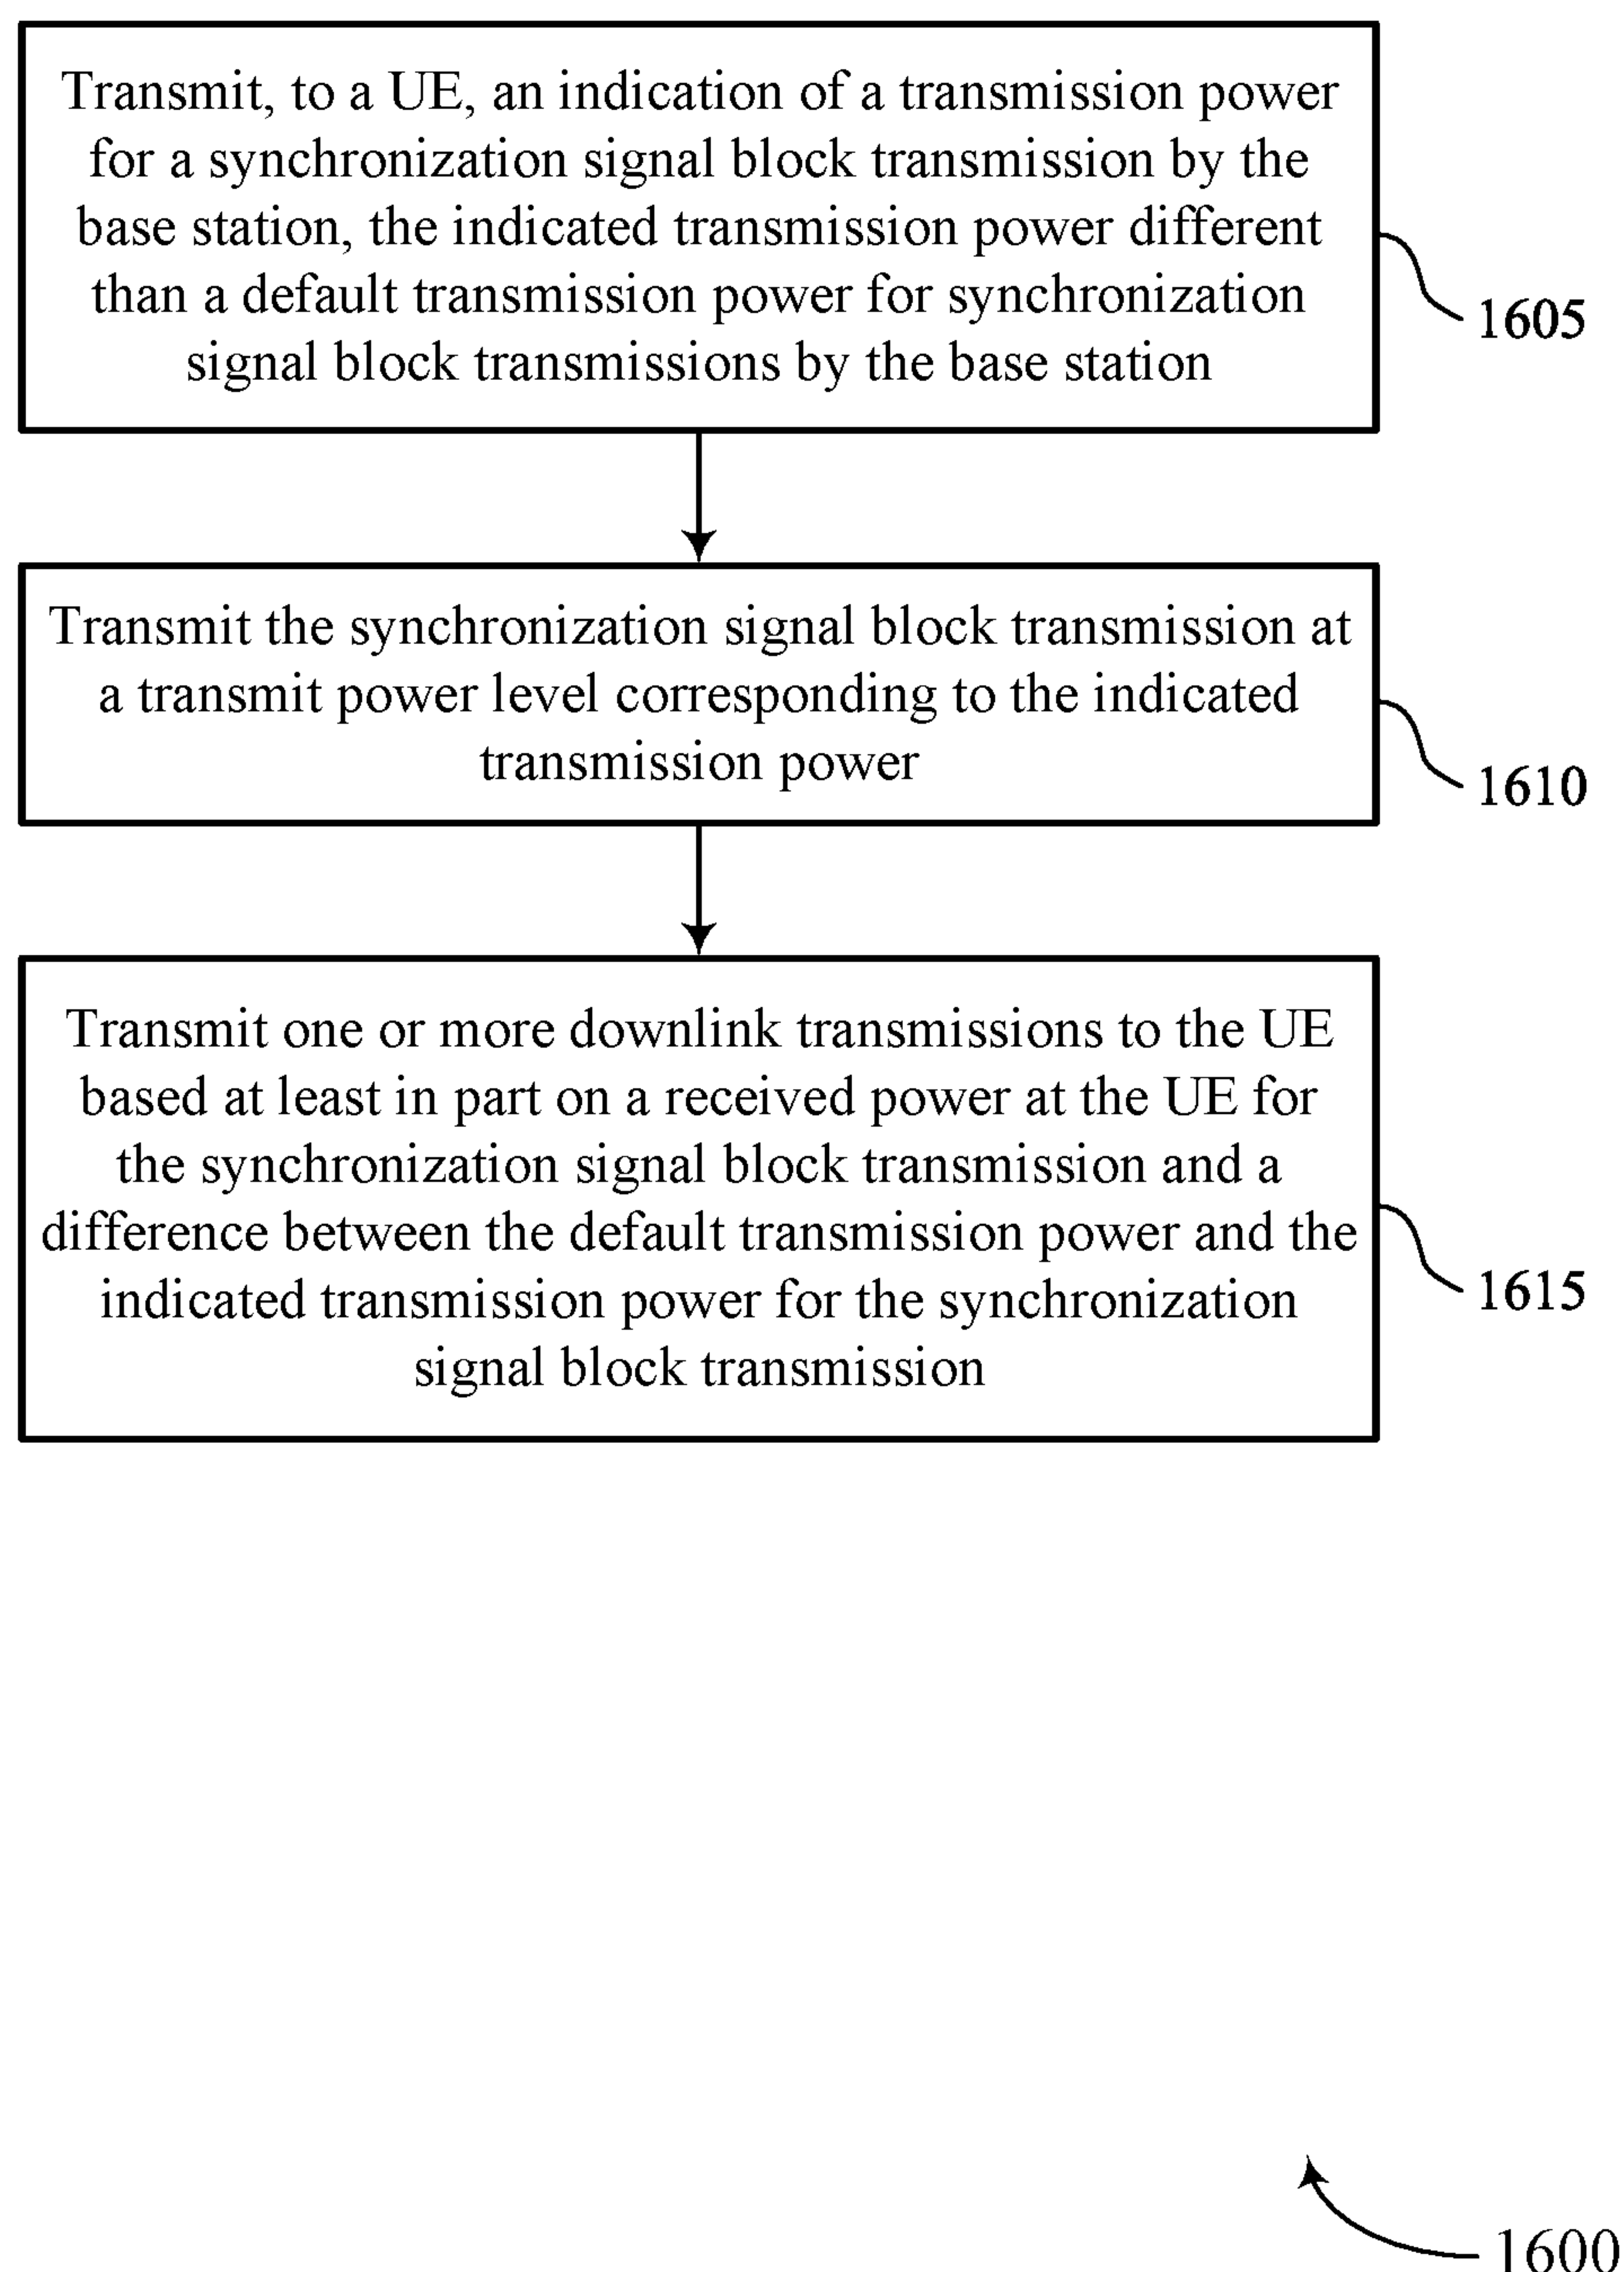 Transmit, to a UE, an indication of a transmission power
for a synchronization signal block transmission by the
base station, the indicated transmission power different
than a default transmission power for synchronization
signal block transmissions by the base station
1605
Transmit the synchronization signal block transmission at
a transmit power level corresponding to the indicated
transmission power
1610
Transmit one or more downlink transmissions to the UE
based at least in part on a received power at the UE for
the synchronization signal block transmission and a
difference between the default transmission power and the
indicated transmission power for the synchronization
signal block transmission
1615
1600